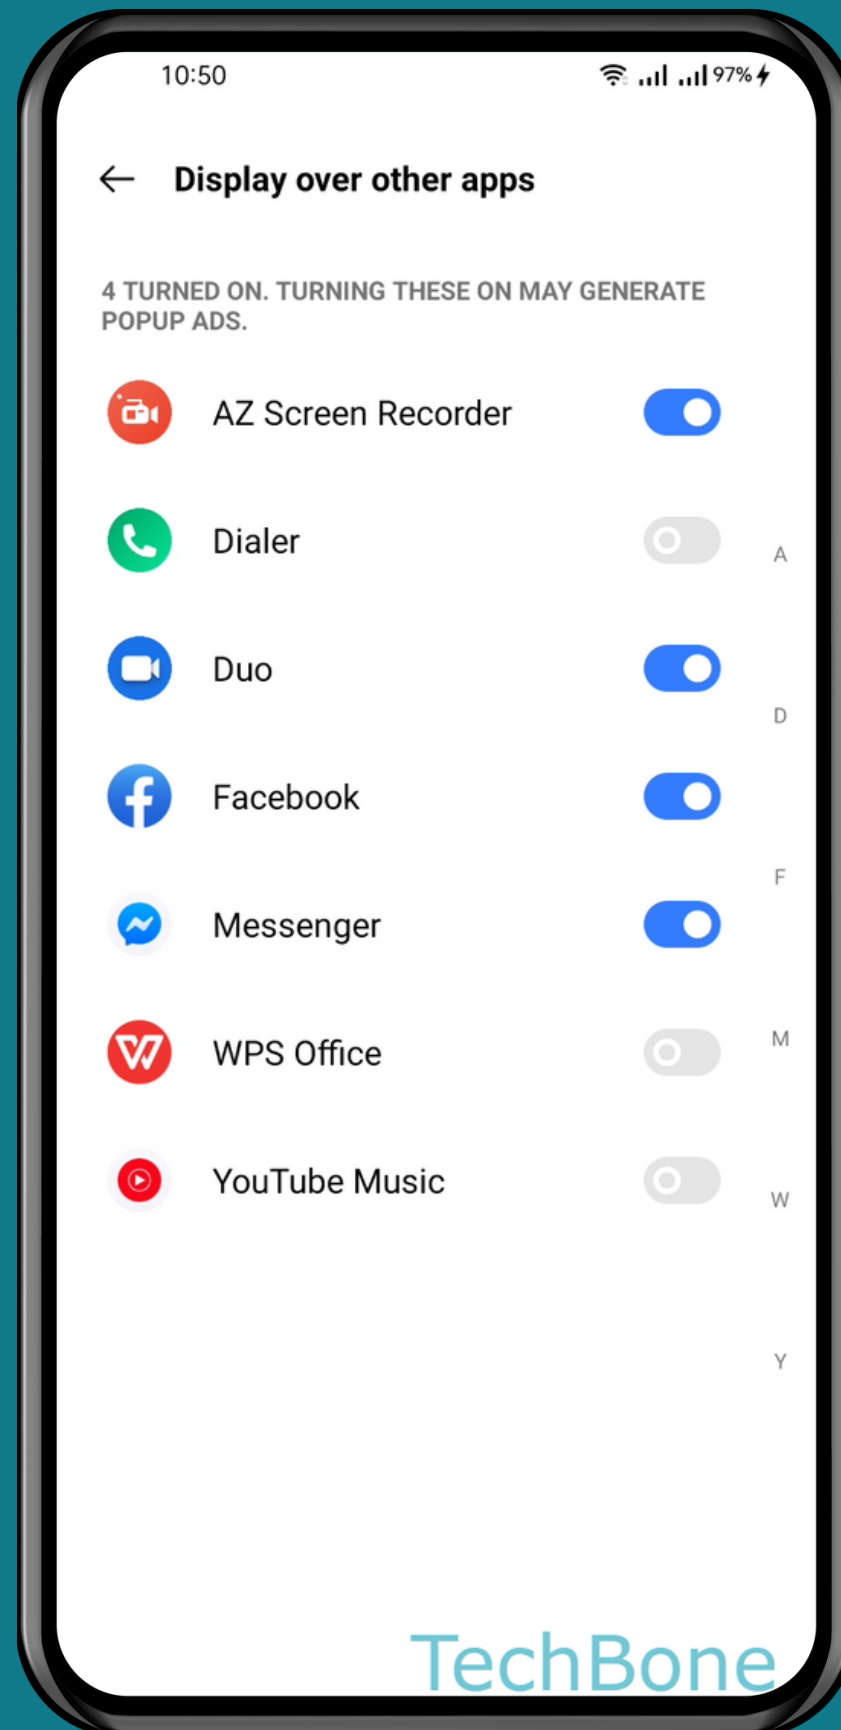 10:50 97%
Display over other apps
4 TURNED ON. TURNING THESE ON MAY GENERATE
POPUP ADS.
AZ Screen Recorder
Dialer
A
Duo
D
Facebook
F
Messenger
M
WPS Office
YouTube Music
W
Y
TechBone